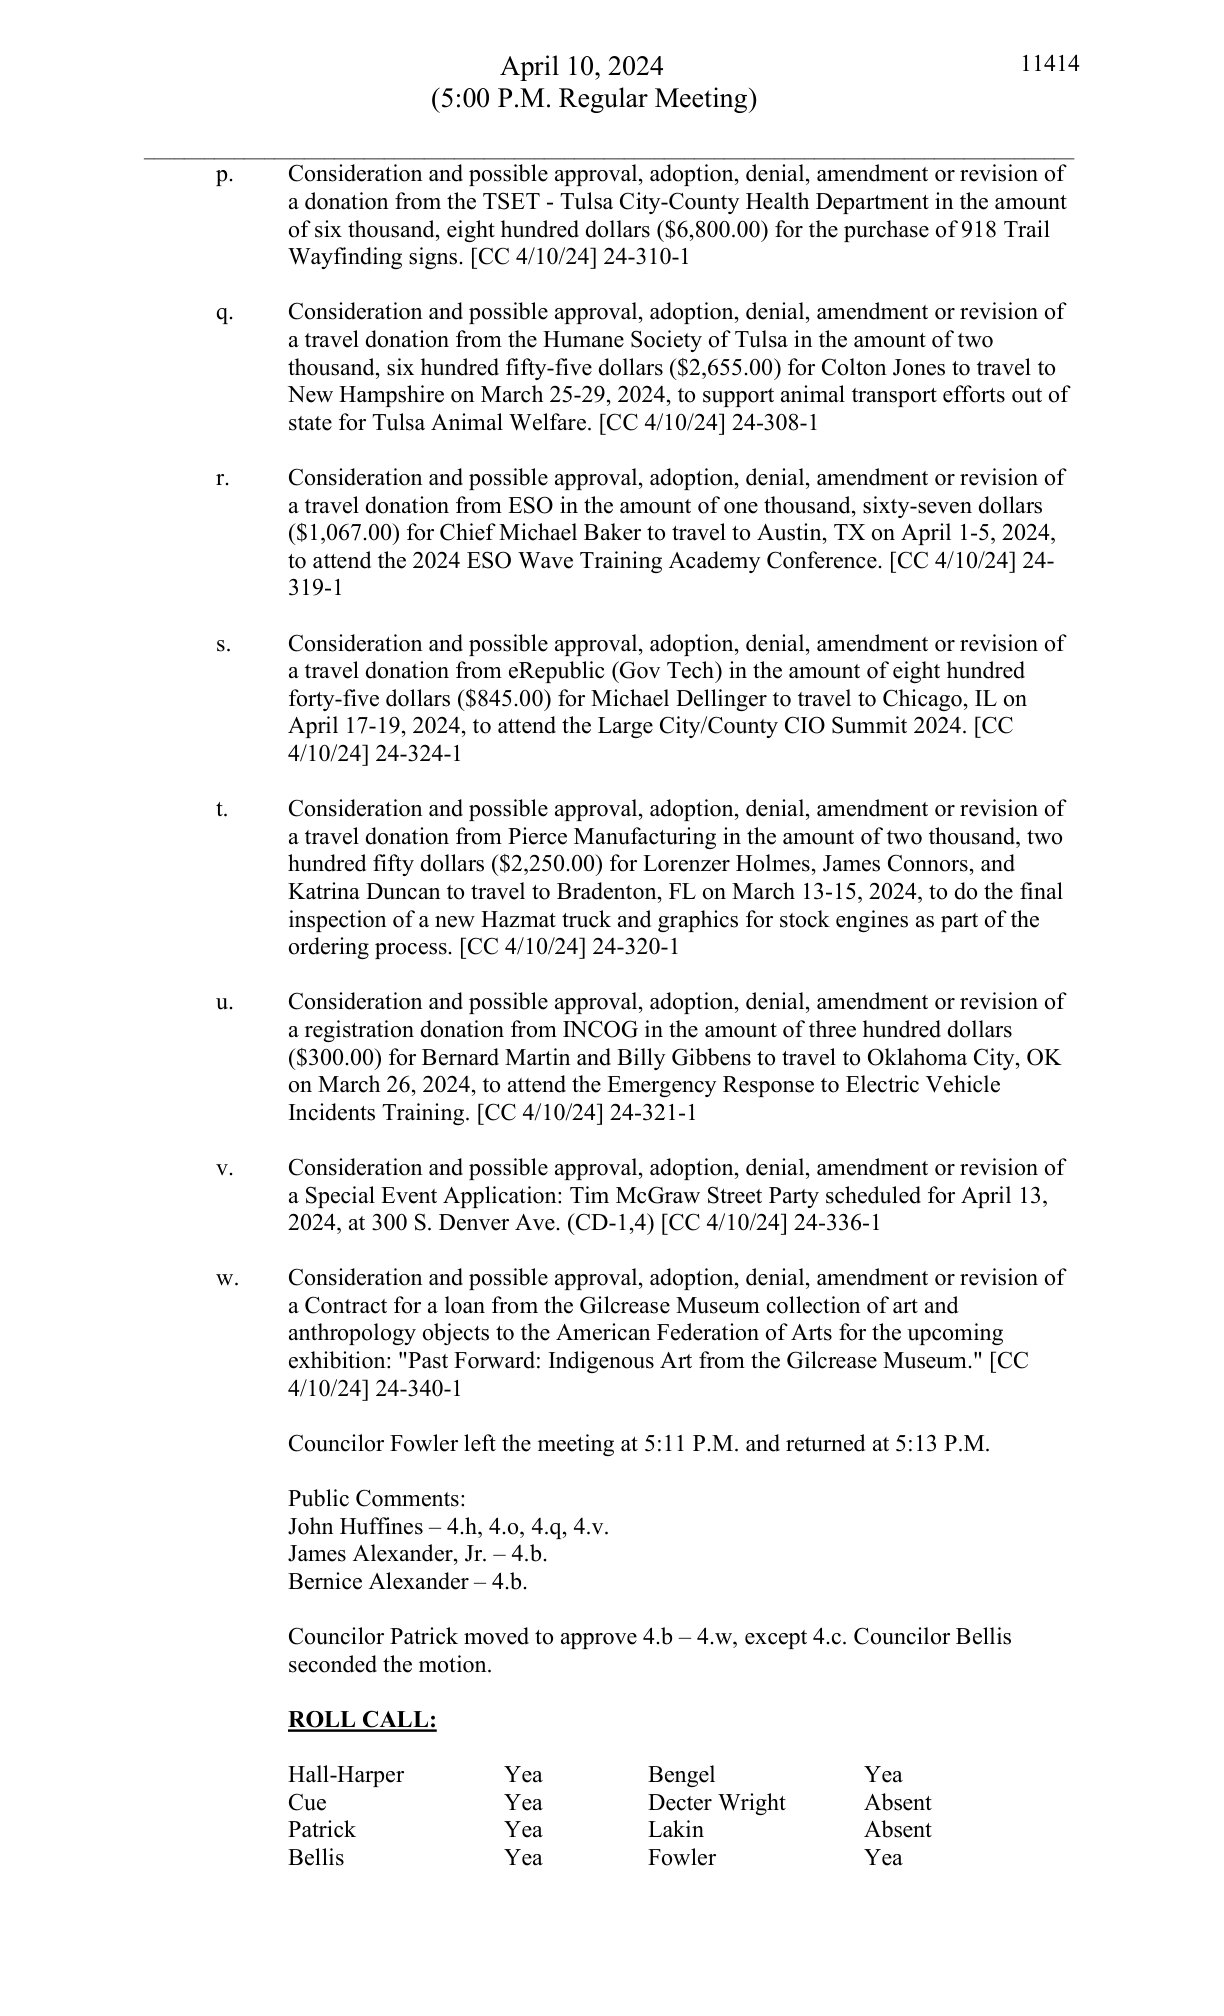 April 10, 2024
11414
(5:00 P.M. Regular Meeting)
p. Consideration and possible approval, adoption, denial, amendment or revision of
a donation from the TSET - Tulsa City-County Health Department in the amount
of six thousand, eight hundred dollars ($6,800.00) for the purchase of 918 Trail
Wayfinding signs. [CC 4/10/24] 24-310-1
q. Consideration and possible approval, adoption, denial, amendment or revision of
a travel donation from the Humane Society of Tulsa in the amount of two
thousand, six hundred fifty-five dollars ($2,655.00) for Colton Jones to travel to
New Hampshire on March 25-29, 2024, to support animal transport efforts out of
state for Tulsa Animal Welfare. [CC 4/10/24] 24-308-1
r. Consideration and possible approval, adoption, denial, amendment or revision of
a travel donation from ESO in the amount of one thousand, sixty-seven dollars
($1,067.00) for Chief Michael Baker to travel to Austin, TX on April 1-5, 2024,
to attend the 2024 ESO Wave Training Academy Conference. [CC 4/10/24] 24-
319-1
s. Consideration and possible approval, adoption, denial, amendment or revision of
a travel donation from eRepublic (Gov Tech) in the amount of eight hundred
forty-five dollars ($845.00) for Michael Dellinger to travel to Chicago, IL on
April 17-19, 2024, to attend the Large City/County CIO Summit 2024. [CC
4/10/24] 24-324-1
t. Consideration and possible approval, adoption, denial, amendment or revision of
a travel donation from Pierce Manufacturing in the amount of two thousand, two
hundred fifty dollars ($2,250.00) for Lorenzer Holmes, James Connors, and
Katrina Duncan to travel to Bradenton, FL on March 13-15, 2024, to do the final
inspection of a new Hazmat truck and graphics for stock engines as part of the
ordering process. [CC 4/10/24] 24-320-1
u. Consideration and possible approval, adoption, denial, amendment or revision of
a registration donation from INCOG in the amount of three hundred dollars
($300.00) for Bernard Martin and Billy Gibbens to travel to Oklahoma City, OK
on March 26, 2024, to attend the Emergency Response to Electric Vehicle
Incidents Training. [CC 4/10/24] 24-321-1
v. Consideration and possible approval, adoption, denial, amendment or revision of
a Special Event Application: Tim McGraw Street Party scheduled for April 13,
2024, at 300 S. Denver Ave. (CD-1,4) [CC 4/10/24] 24-336-1
w. Consideration and possible approval, adoption, denial, amendment or revision of
a Contract for a loan from the Gilcrease Museum collection of art and
anthropology objects to the American Federation of Arts for the upcoming
exhibition: "Past Forward: Indigenous Art from the Gilcrease Museum." [CC
4/10/24] 24-340-1
Councilor Fowler left the meeting at 5:11 P.M. and returned at 5:13 P.M.
Public Comments:
John Huffines – 4.h, 4.o, 4.q, 4.v.
James Alexander, Jr. – 4.b.
Bernice Alexander – 4.b.
Councilor Patrick moved to approve 4.b – 4.w, except 4.c. Councilor Bellis
seconded the motion.
ROLL CALL:
Hall-Harper Yea Bengel Yea
Cue Yea Decter Wright Absent
Patrick Yea Lakin Absent
Bellis Yea Fowler Yea